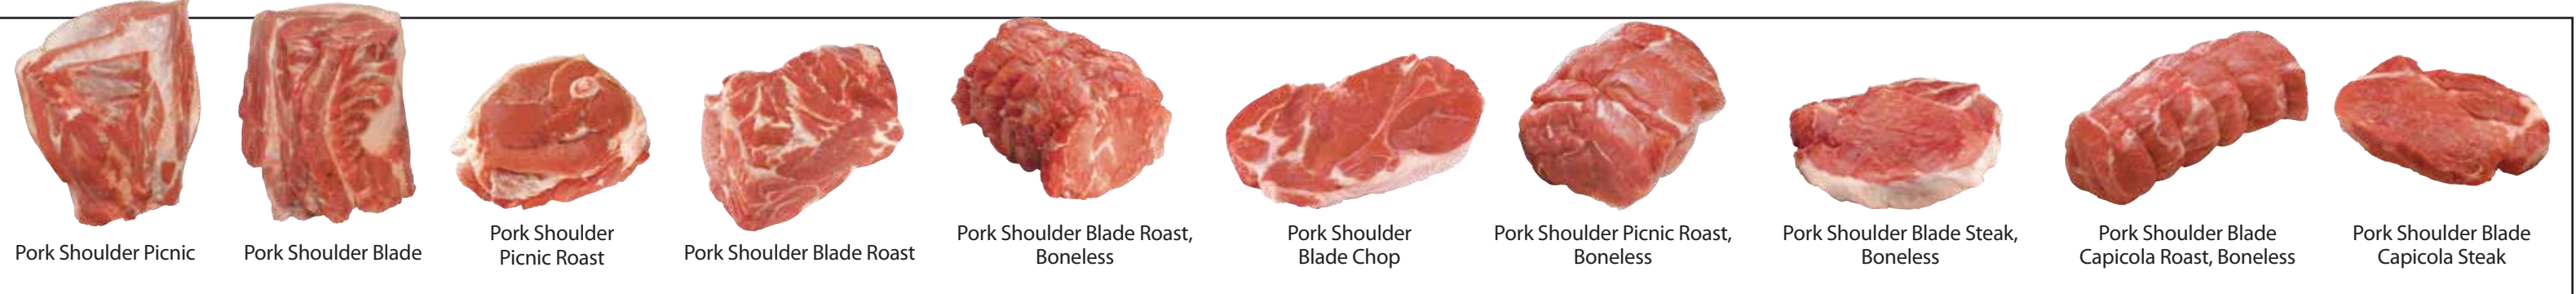 Pork Shoulder Picnic
Pork Shoulder Blade
Pork Shoulder
Picnic Roast
Pork Shoulder Blade Roast
Pork Shoulder Blade Roast,
Boneless
Pork Shoulder
Blade Chop
Pork Shoulder Picnic Roast,
Boneless
Pork Shoulder Blade Steak,
Boneless
Pork Shoulder Blade
Capicola Roast, Boneless
Pork Shoulder Blade
Capicola Steak